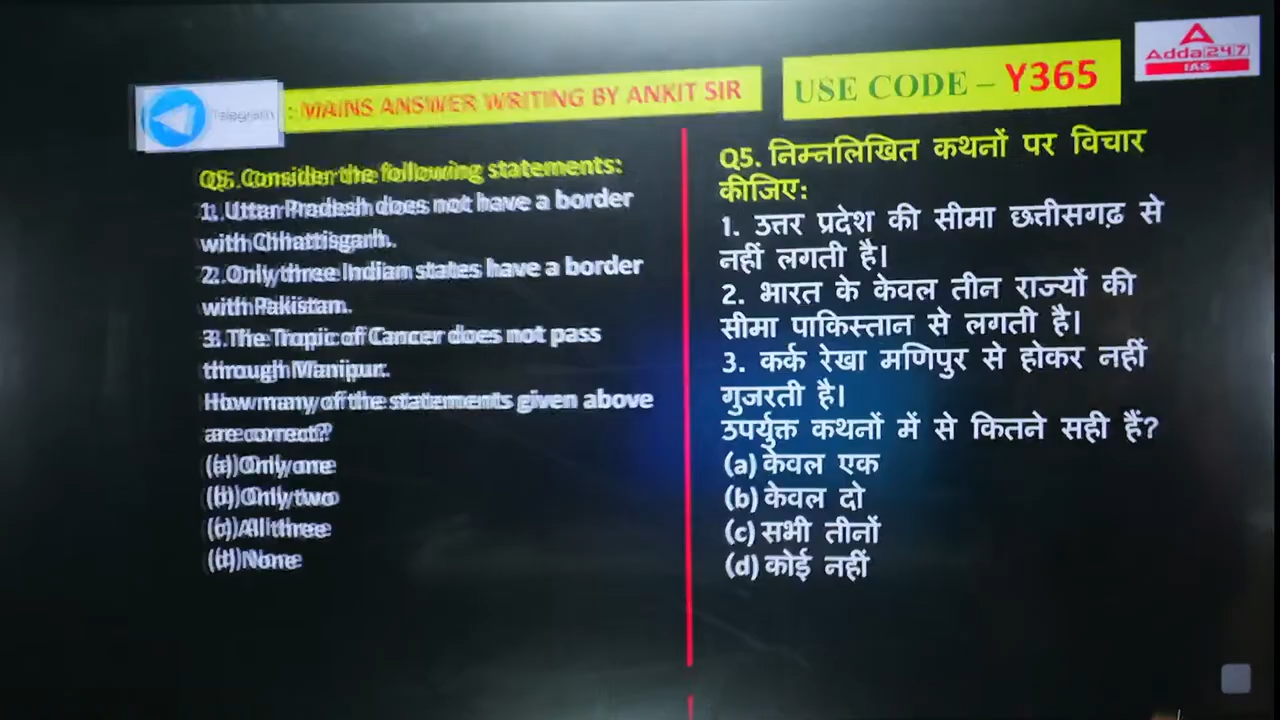 Telegram
: MAINS ANSWER WRITING BY ANKIT SIR
USE CODE – Y365
Adda 247
IAS
Q5. Consider the following statements:
1. Uttar Pradesh does not have a border
with Chhattisgarh.
2. Only three Indian states have a border
with Pakistan.
3. The Tropic of Cancer does not pass
through Manipur.
How many of the statements given above
are correct?
(a) Only one
(b) Only two
(c) All three
(d) None
Q5. निम्नलिखित कथनों पर विचार
कीजिए:
1. उत्तर प्रदेश की सीमा छत्तीसगढ़ से
नहीं लगती है।
2. भारत के केवल तीन राज्यों की
सीमा पाकिस्तान से लगती है।
3. कर्क रेखा मणिपुर से होकर नहीं
गुजरती है।
उपर्युक्त कथनों में से कितने सही हैं?
(a) केवल एक
(b) केवल दो
(c) सभी तीनों
(d) कोई नहीं